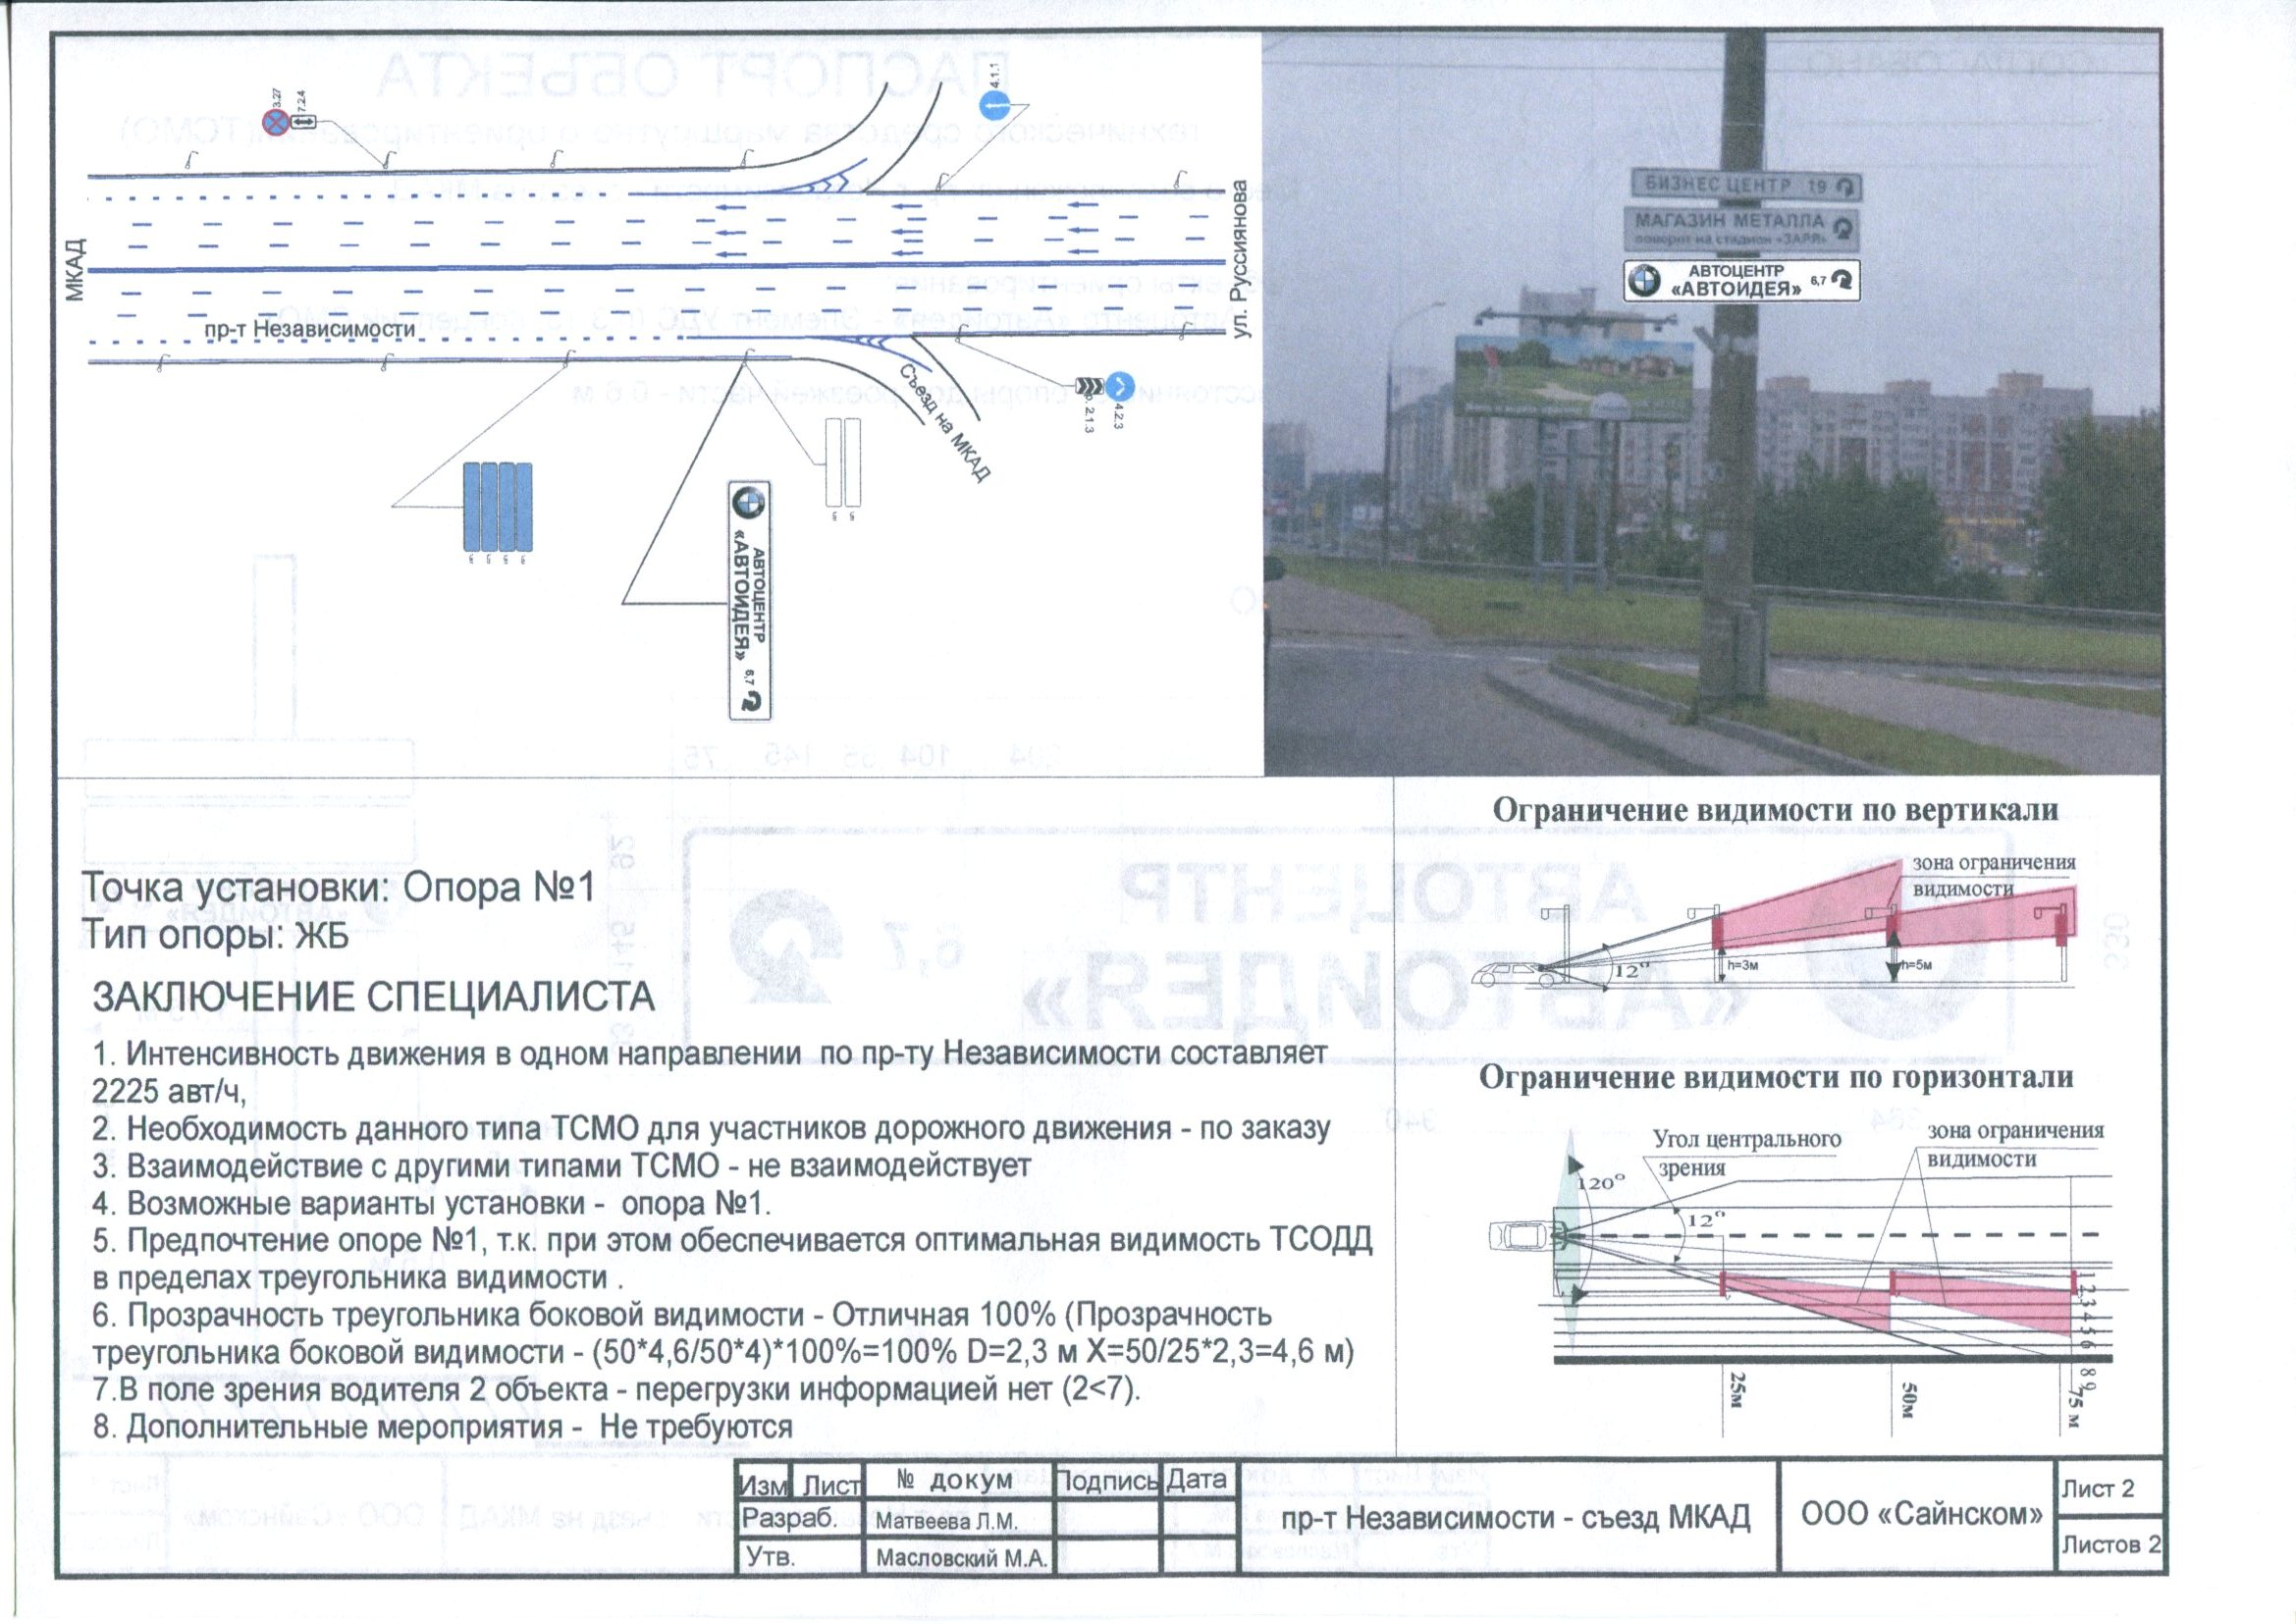 3.27
7.2.4
4.1.1
МКАД
ул. Руссиянова
пр-т Независимости
Съезд на МКАД
р. 2.1.3
4.2.3
АВТОЦЕНТР
«АВТОИДЕЯ» 6,7
БИЗНЕС ЦЕНТР 19
МАГАЗИН МЕТАЛЛА
поворот на стадион «ЗАРЯ»
АВТОЦЕНТР
«АВТОИДЕЯ» 6,7
Точка установки: Опора №1
Тип опоры: ЖБ
ЗАКЛЮЧЕНИЕ СПЕЦИАЛИСТА
1. Интенсивность движения в одном направлении по пр-ту Независимости составляет
2225 авт/ч,
2. Необходимость данного типа ТСМО для участников дорожного движения - по заказу
3. Взаимодействие с другими типами ТСМО - не взаимодействует
4. Возможные варианты установки - опора №1.
5. Предпочтение опоре №1, т.к. при этом обеспечивается оптимальная видимость ТСОДД
в пределах треугольника видимости .
6. Прозрачность треугольника боковой видимости - Отличная 100% (Прозрачность
треугольника боковой видимости - (50*4,6/50*4)*100%=100% D=2,3 м X=50/25*2,3=4,6 м)
7.В поле зрения водителя 2 объекта - перегрузки информацией нет (2<7).
8. Дополнительные мероприятия - Не требуются
Ограничение видимости по вертикали
зона ограничения
видимости
12°
h=3м
h=5м
Ограничение видимости по горизонтали
Угол центрального
зрения
зона ограничения
видимости
120°
12°
1 2 3 4 5 6 8 9
25м
50м
75 м
Изм Лист № докум Подпись Дата
Разраб. Матвеева Л.М.
Утв. Масловский М.А.
пр-т Независимости - съезд МКАД
ООО «Сайнском»
Лист 2
Листов 2